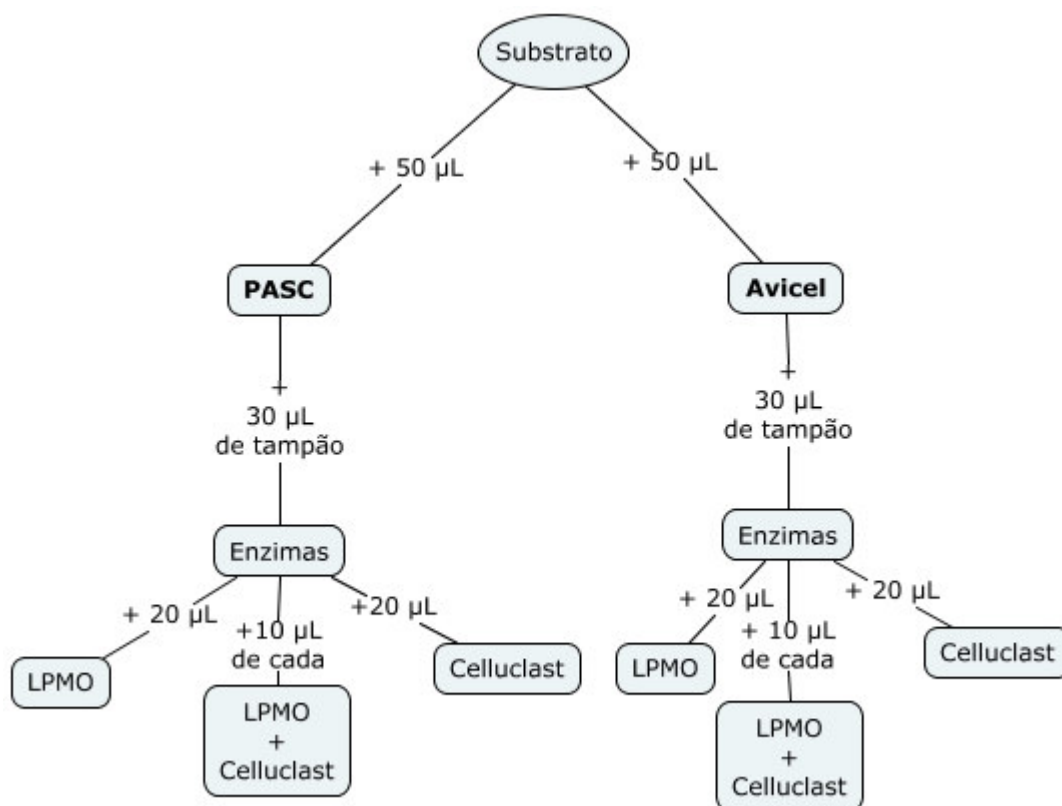 Substrato
+ 50 µL
+ 50 µL
PASC
Avicel
+
30 µL
de tampão
+
30 µL
de tampão
Enzimas
Enzimas
+ 20 µL
+10 µL
de cada
+20 µL
LPMO
LPMO
+
Celluclast
Celluclast
+ 20 µL
+ 10 µL
de cada
+ 20 µL
LPMO
LPMO
+
Celluclast
Celluclast